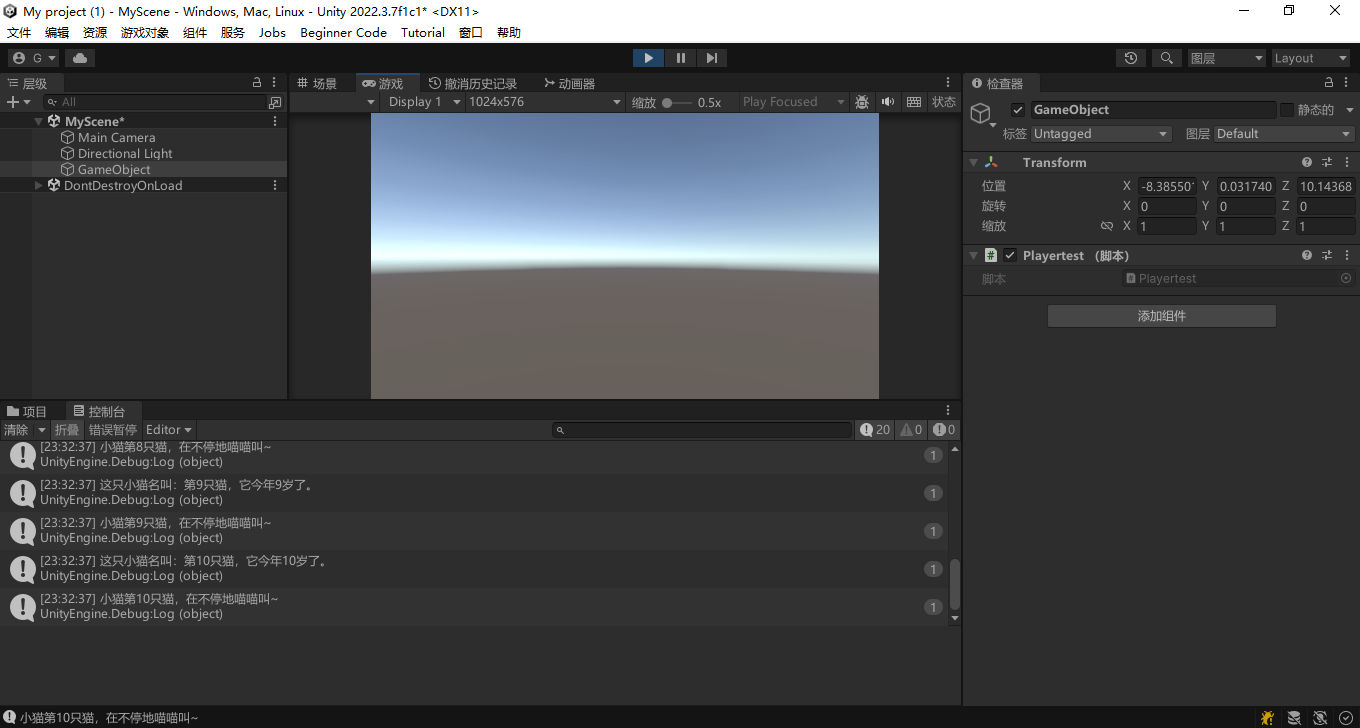 My project (1) - MyScene - Windows, Mac, Linux - Unity 2022.3.7f1c1* <DX11>
文件 编辑 资源 游戏对象 组件 服务 Jobs Beginner Code Tutorial 窗口 帮助
G 图层 Layout
层级 场景 游戏 撤消历史记录 动画器 检查器
All Display 1 1024x576 缩放 0.5x Play Focused 状态
GameObject 静态的
标签 Untagged 图层 Default
MyScene*
Main Camera
Directional Light
GameObject
DontDestroyOnLoad
Transform
位置 X -8.38550 Y 0.031740 Z 10.14368
旋转 X 0 Y 0 Z 0
缩放 X 1 Y 1 Z 1
Playertest （脚本）
脚本 Playertest
添加组件
项目 控制台
清除 折叠 错误暂停 Editor 20 0 0
[23:32:37] 小猫第8只猫，在不停地喵喵叫~
UnityEngine.Debug:Log (object) 1
[23:32:37] 这只小猫名叫：第9只猫，它今年9岁了。
UnityEngine.Debug:Log (object) 1
[23:32:37] 小猫第9只猫，在不停地喵喵叫~
UnityEngine.Debug:Log (object) 1
[23:32:37] 这只小猫名叫：第10只猫，它今年10岁了。
UnityEngine.Debug:Log (object) 1
[23:32:37] 小猫第10只猫，在不停地喵喵叫~
UnityEngine.Debug:Log (object) 1
小猫第10只猫，在不停地喵喵叫~